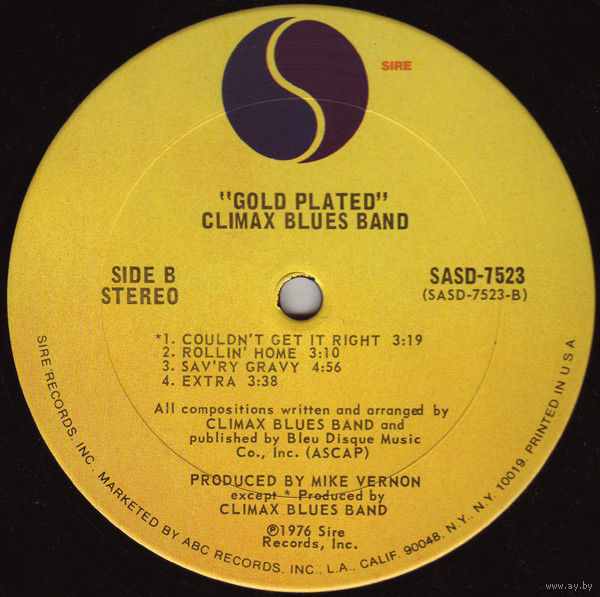 SIRE
"GOLD PLATED"
CLIMAX BLUES BAND
SIDE B
STEREO
SASD-7523
(SASD-7523-B)
*1. COULDN'T GET IT RIGHT 3:19
2. ROLLIN' HOME 3:10
3. SAV'RY GRAVY 4:56
4. EXTRA 3:38
All compositions written and arranged by
CLIMAX BLUES BAND and
published by Bleu Disque Music
Co., Inc. (ASCAP)
PRODUCED BY MIKE VERNON
except * Produced by
CLIMAX BLUES BAND
℗1976 Sire
Records, Inc.
SIRE RECORDS, INC., MARKETED BY ABC RECORDS, INC., L.A., CALIF. 90048. N.Y., N.Y. 10019. PRINTED IN U.S.A.
www.ay.by